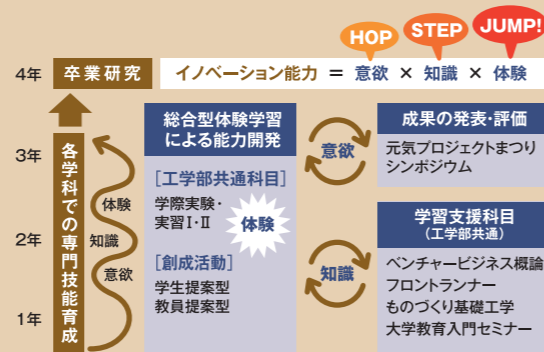 HOP
STEP
JUMP!
4年
卒業研究
イノベーション能力 = 意欲 × 知識 × 体験
3年
2年
1年
各学科での専門技能育成
体験
知識
意欲
総合型体験学習
による能力開発
［工学部共通科目］
学際実験・
実習Ⅰ・Ⅱ
体験
［創成活動］
学生提案型
教員提案型
意欲
知識
成果の発表・評価
元気プロジェクトまつり
シンポジウム
学習支援科目
（工学部共通）
ベンチャービジネス概論
フロントランナー
ものづくり基礎工学
大学教育入門セミナー